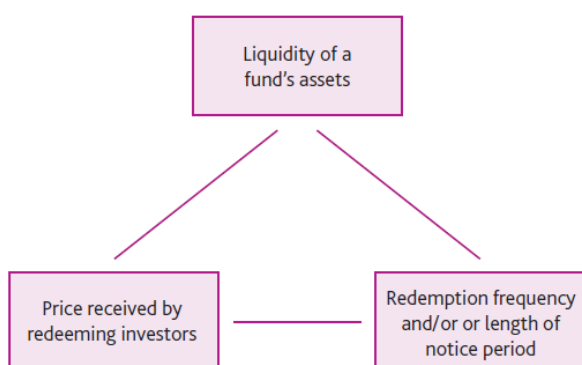 Liquidity of a
fund's assets
Price received by
redeeming investors
Redemption frequency
and/or or length of
notice period